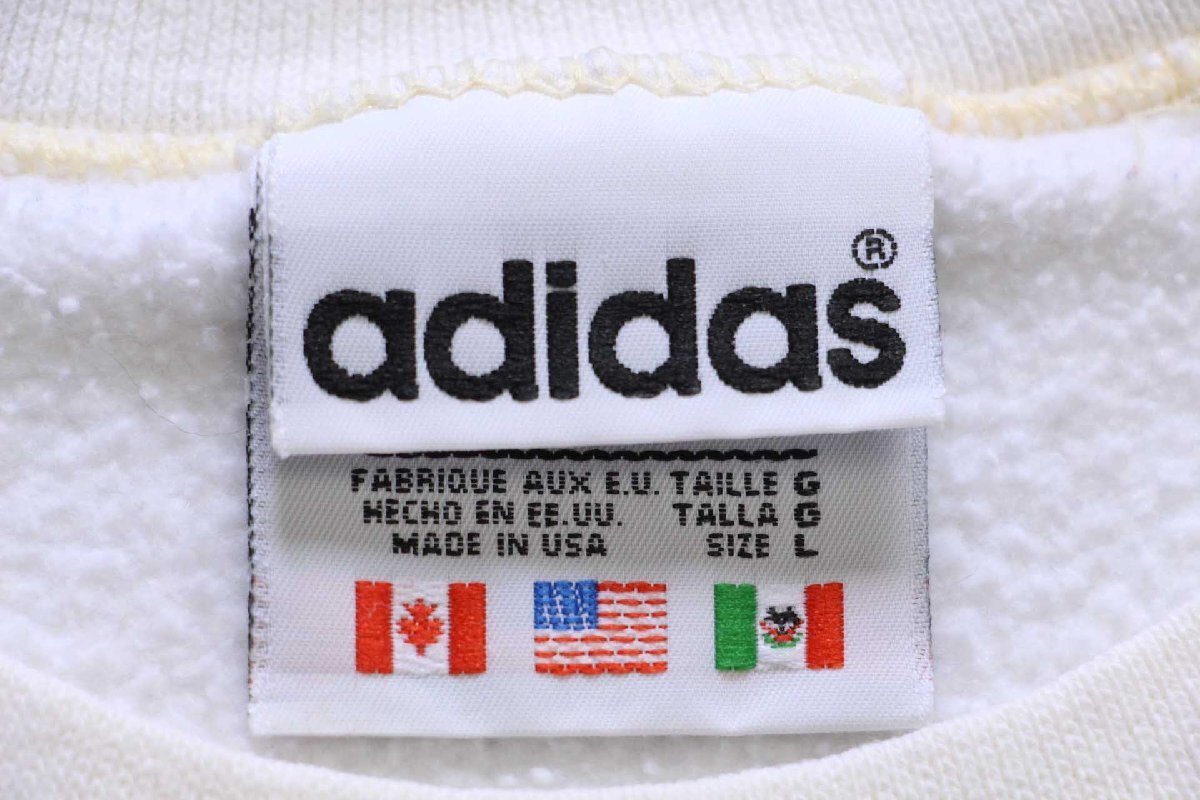 adidas®
FABRIQUE AUX E.U. TAILLE G
HECHO EN EE.UU. TALLA G
MADE IN USA SIZE L